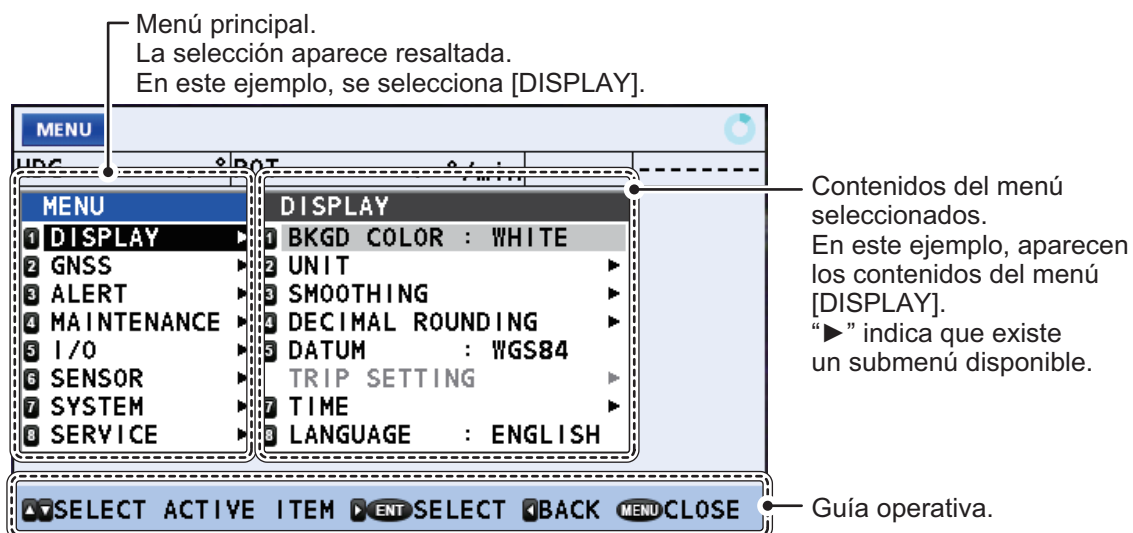 Menú principal.
La selección aparece resaltada.
En este ejemplo, se selecciona [DISPLAY].
MENU
MENU
1 DISPLAY ▶
2 GNSS ▶
3 ALERT ▶
4 MAINTENANCE ▶
5 I/O ▶
6 SENSOR ▶
7 SYSTEM ▶
8 SERVICE ▶
DISPLAY
1 BKGD COLOR : WHITE
2 UNIT ▶
3 SMOOTHING ▶
4 DECIMAL ROUNDING ▶
5 DATUM : WGS84
TRIP SETTING ▶
7 TIME ▶
8 LANGUAGE : ENGLISH
Contenidos del menú
seleccionados.
En este ejemplo, aparecen
los contenidos del menú
[DISPLAY].
“►” indica que existe
un submenú disponible.
▲▼SELECT ACTIVE ITEM ▶ENT SELECT ◀BACK MENU CLOSE
Guía operativa.